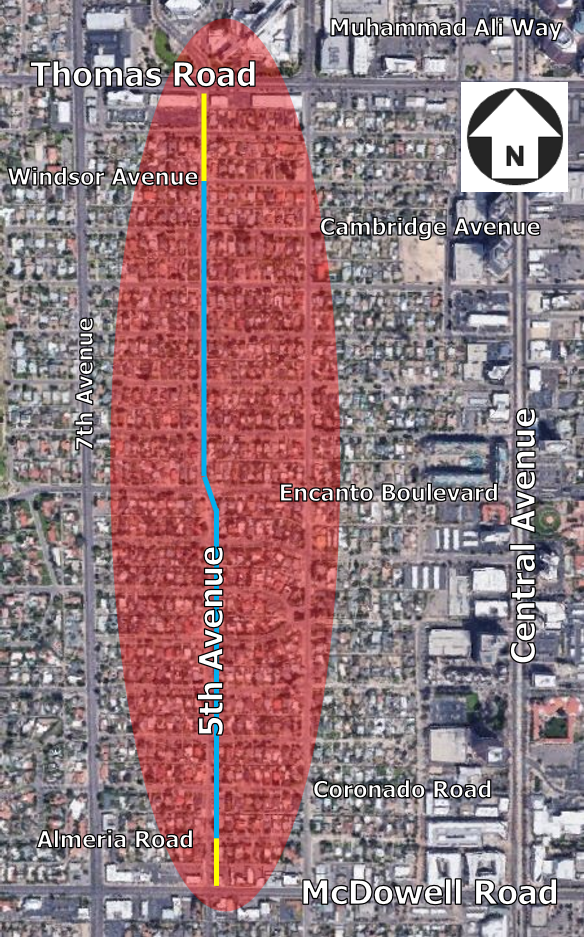 Muhammad Ali Way
Thomas Road
N
Windsor Avenue
Cambridge Avenue
7th Avenue
Encanto Boulevard
Central Avenue
5th Avenue
Coronado Road
Almeria Road
McDowell Road